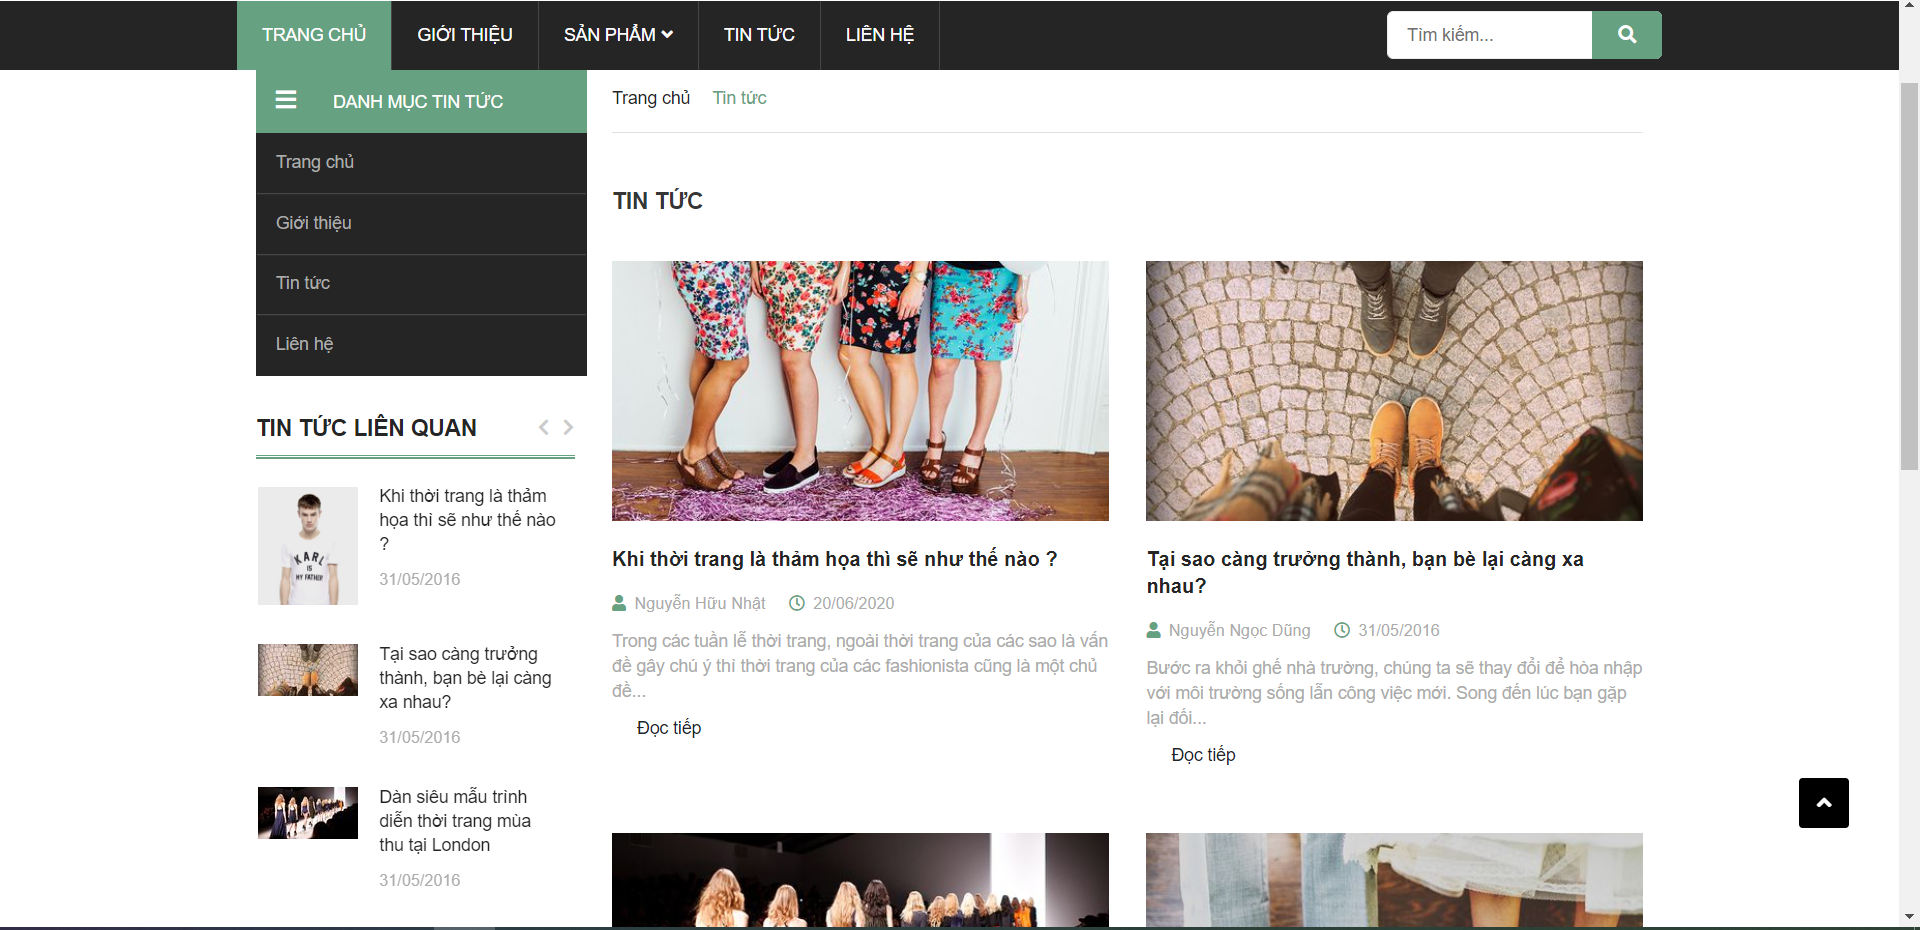 TRANG CHỦ
GIỚI THIỆU
SẢN PHẨM
TIN TỨC
LIÊN HỆ
Tìm kiếm...
DANH MỤC TIN TỨC
Trang chủ
Giới thiệu
Tin tức
Liên hệ
TIN TỨC LIÊN QUAN
KARL
IS
MY FATHER
Khi thời trang là thảm
họa thì sẽ như thế nào
?
31/05/2016
Tại sao càng trưởng
thành, bạn bè lại càng
xa nhau?
31/05/2016
Dàn siêu mẫu trình
diễn thời trang mùa
thu tại London
31/05/2016
Trang chủ
Tin tức
TIN TỨC
Khi thời trang là thảm họa thì sẽ như thế nào ?
Nguyễn Hữu Nhật
20/06/2020
Trong các tuần lễ thời trang, ngoài thời trang của các sao là vấn
đề gây chú ý thì thời trang của các fashionista cũng là một chủ
đề...
Đọc tiếp
Tại sao càng trưởng thành, bạn bè lại càng xa
nhau?
Nguyễn Ngọc Dũng
31/05/2016
Bước ra khỏi ghế nhà trường, chúng ta sẽ thay đổi để hòa nhập
với môi trường sống lẫn công việc mới. Song đến lúc bạn gặp
lại đối...
Đọc tiếp